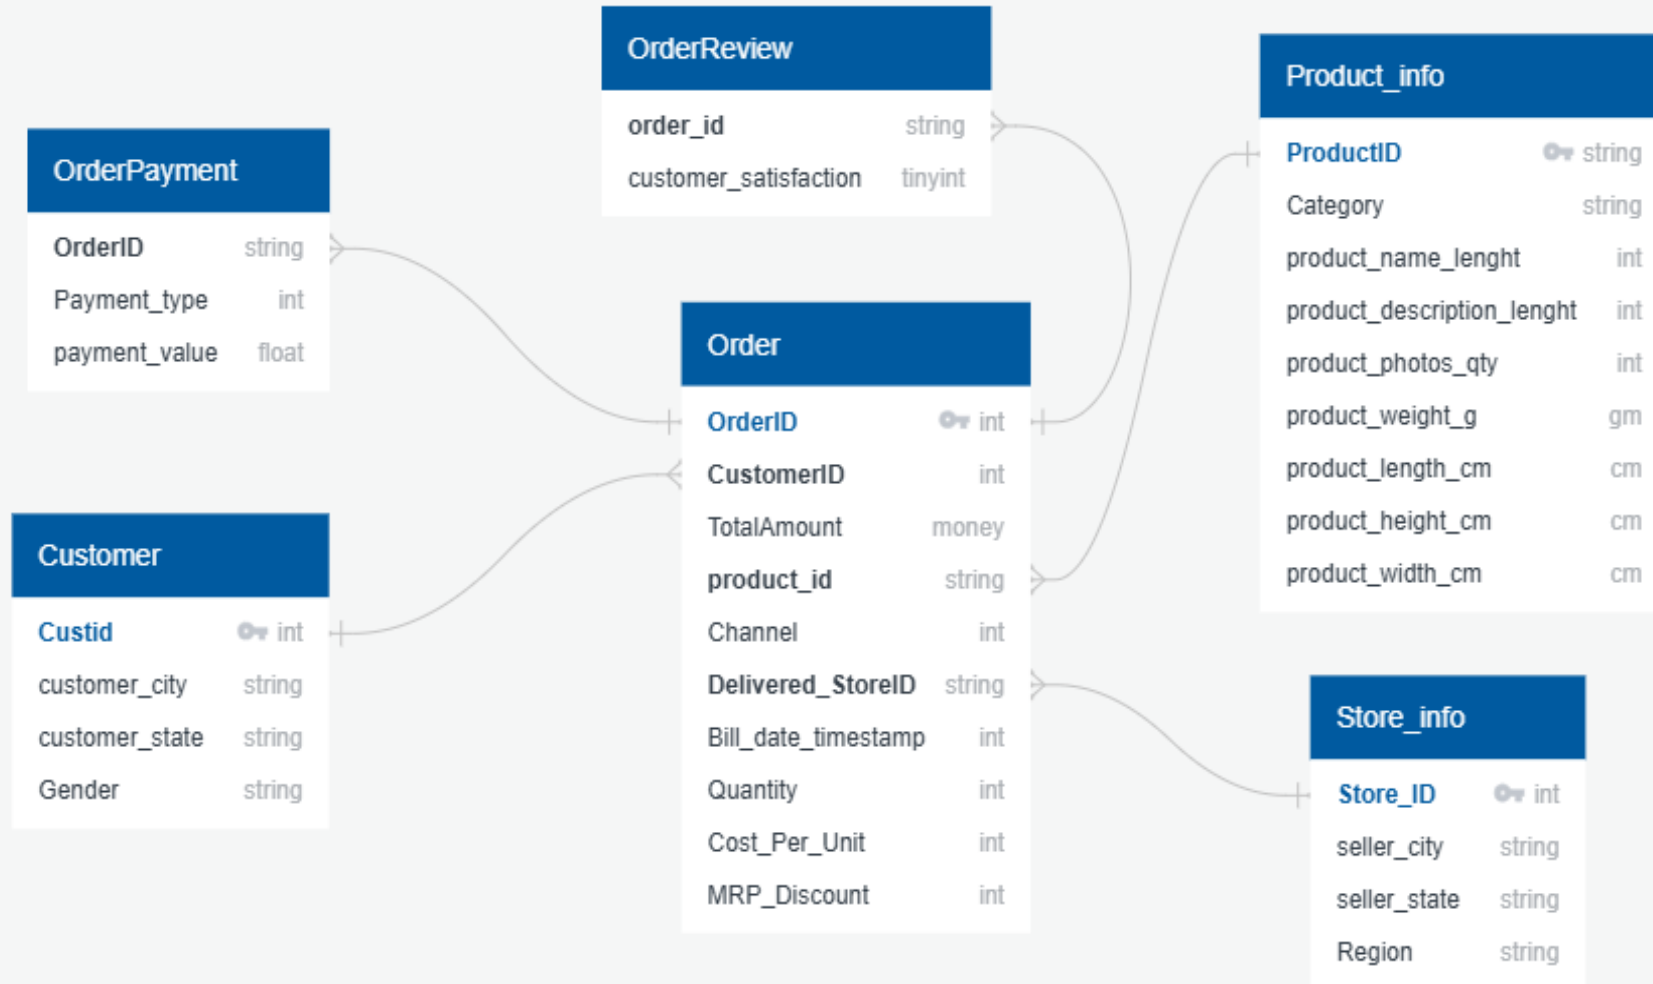 OrderReview
order_id string
customer_satisfaction tinyint
Product_info
ProductID string
Category string
product_name_lenght int
product_description_lenght int
product_photos_qty int
product_weight_g gm
product_length_cm cm
product_height_cm cm
product_width_cm cm
OrderPayment
OrderID string
Payment_type int
payment_value float
Order
OrderID int
CustomerID int
TotalAmount money
product_id string
Channel int
Delivered_StoreID string
Bill_date_timestamp int
Quantity int
Cost_Per_Unit int
MRP_Discount int
Customer
Custid int
customer_city string
customer_state string
Gender string
Store_info
Store_ID int
seller_city string
seller_state string
Region string